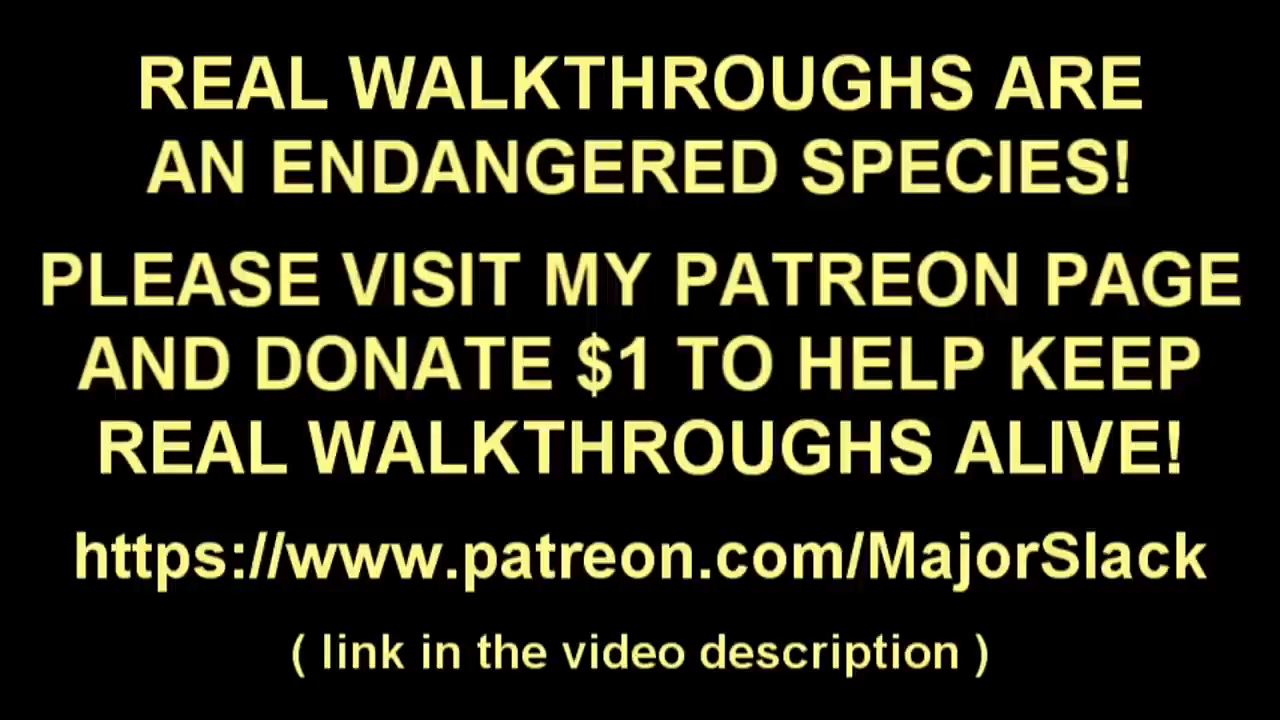 REAL WALKTHROUGHS ARE
AN ENDANGERED SPECIES!
PLEASE VISIT MY PATREON PAGE
AND DONATE $1 TO HELP KEEP
REAL WALKTHROUGHS ALIVE!
https://www.patreon.com/MajorSlack
( link in the video description )